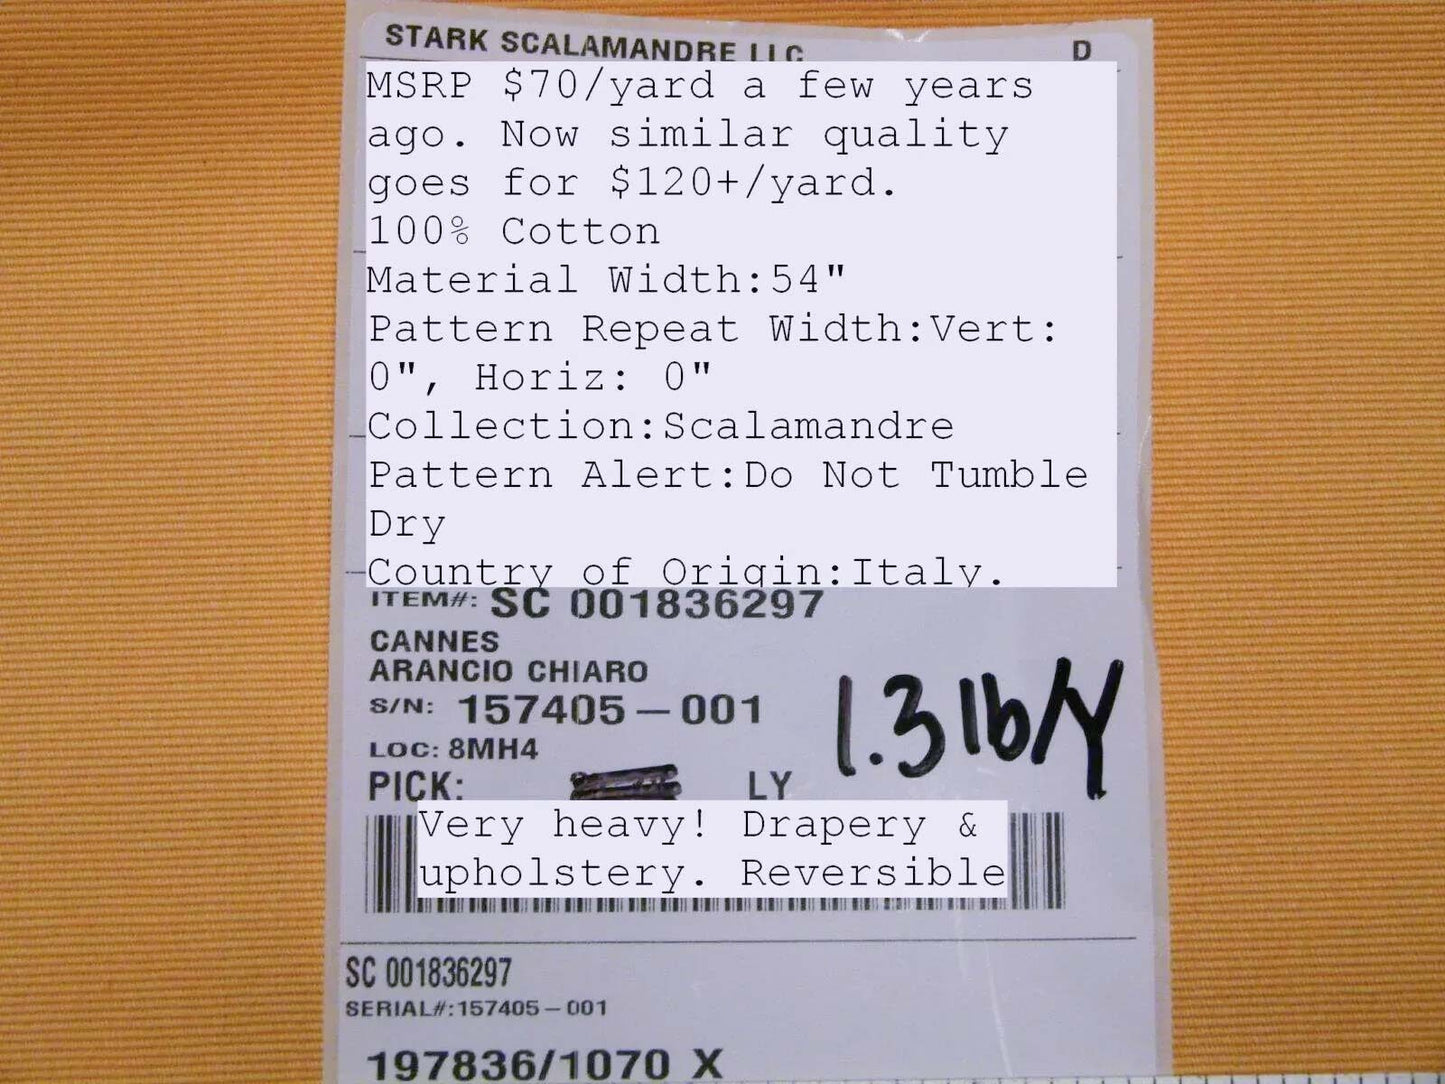 STARK SCALAMANDRE LLC D
MSRP $70/yard a few years
ago. Now similar quality
goes for $120+/yard.
100% Cotton
Material Width:54"
Pattern Repeat Width:Vert:
0", Horiz: 0"
Collection:Scalamandre
Pattern Alert:Do Not Tumble
Dry
Country of Origin:Italy.
ITEM#: SC 001836297
CANNES
ARANCIO CHIARO
S/N: 157405-001
1.3 lb/Y
LOC: 8MH4
PICK: LY
Very heavy! Drapery &
upholstery. Reversible
SC 001836297
SERIAL#:157405-001
197836/1070 X